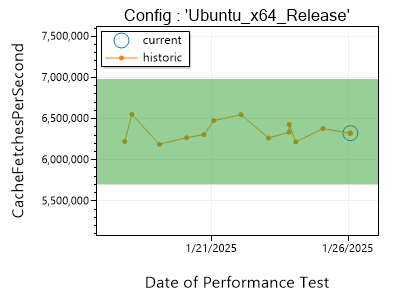 Config : 'Ubuntu_x64_Release'
7,500,000
current
historic
7,000,000
6,500,000
6,000,000
5,500,000
CacheFetchesPerSecond
1/21/2025
1/26/2025
Date of Performance Test